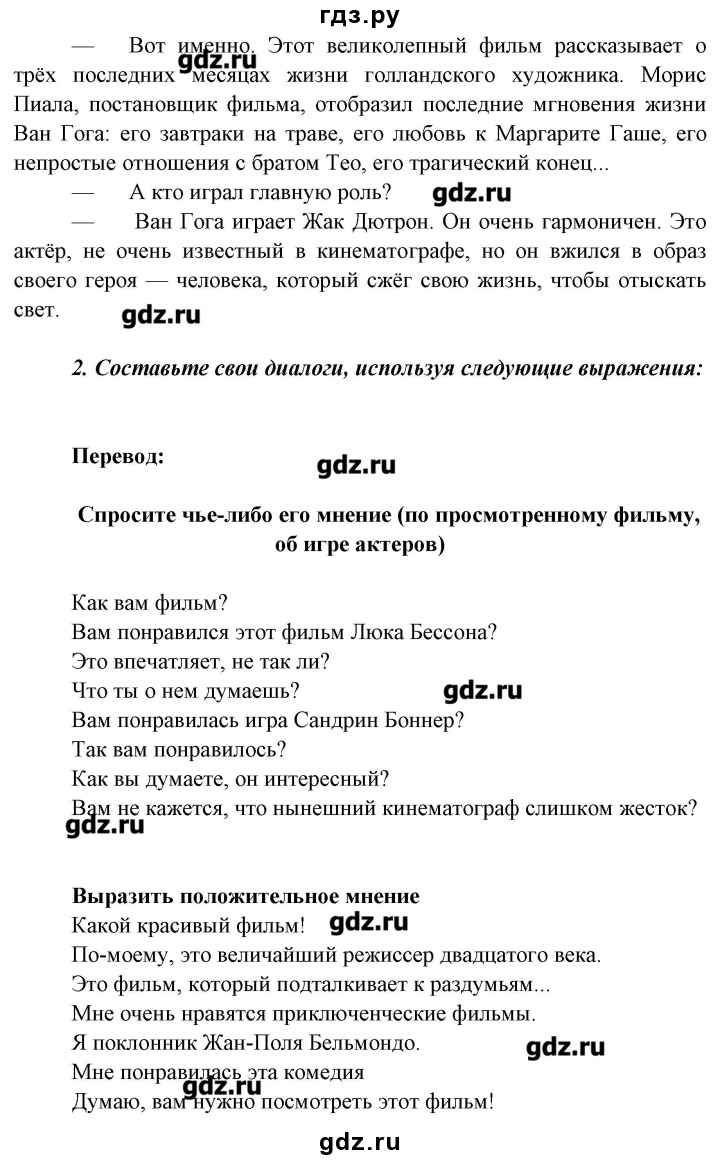 гдз.ру
— Вот именно. Этот великолепный фильм рассказывает о
gdz.ru
трёх последних месяцах жизни голландского художника. Морис
Пиала, постановщик фильма, отобразил последние мгновения жизни
Ван Гога: его завтраки на траве, его любовь к Маргарите Гаше, его
непростые отношения с братом Тео, его трагический конец...
— А кто играл главную роль? gdz.ru
— Ван Гога играет Жак Дютрон. Он очень гармоничен. Это
актёр, не очень известный в кинематографе, но он вжился в образ
своего героя — человека, который сжёг свою жизнь, чтобы отыскать
свет. gdz.ru
2. Составьте свои диалоги, используя следующие выражения:
Перевод:
gdz.ru
Спросите чье-либо его мнение (по просмотренному фильму,
об игре актеров)
Как вам фильм?
Вам понравился этот фильм Люка Бессона?
Это впечатляет, не так ли?
Что ты о нем думаешь? gdz.ru
Вам понравилась игра Сандрин Боннер?
Так вам понравилось?
Как вы думаете, он интересный?
Вам не кажется, что нынешний кинематограф слишком жесток?
gdz.ru
Выразить положительное мнение
Какой красивый фильм! gdz.ru
По-моему, это величайший режиссер двадцатого века.
Это фильм, который подталкивает к раздумьям...
Мне очень нравятся приключенческие фильмы.
Я поклонник Жан-Поля Бельмондо. gdz.ru
Мне понравилась эта комедия
gdz.ru
Думаю, вам нужно посмотреть этот фильм!
gdz.ru